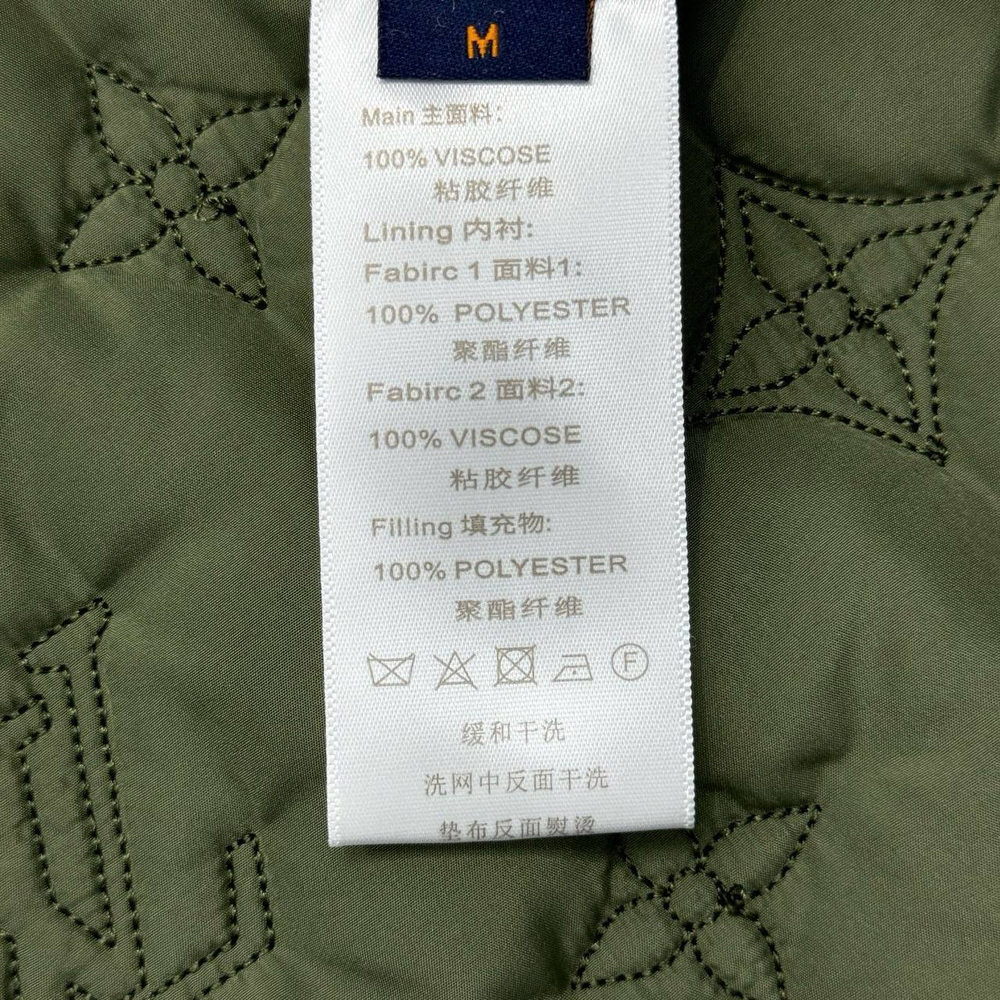 M
Main 主面料:
100% VISCOSE
粘胶纤维
Lining 内衬:
Fabirc 1 面料1:
100% POLYESTER
聚酯纤维
Fabirc 2 面料2:
100% VISCOSE
粘胶纤维
Filling 填充物:
100% POLYESTER
聚酯纤维
F
缓和干洗
洗网中反面干洗
垫布反面熨烫